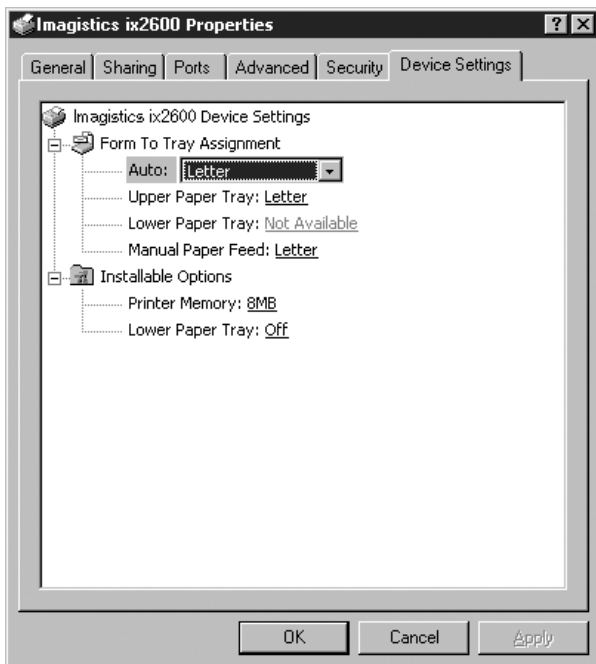 Imagistics ix2600 Properties
General Sharing Ports Advanced Security Device Settings
Imagistics ix2600 Device Settings
Form To Tray Assignment
Auto: Letter
Upper Paper Tray: Letter
Lower Paper Tray: Not Available
Manual Paper Feed: Letter
Installable Options
Printer Memory: 8MB
Lower Paper Tray: Off
OK Cancel Apply